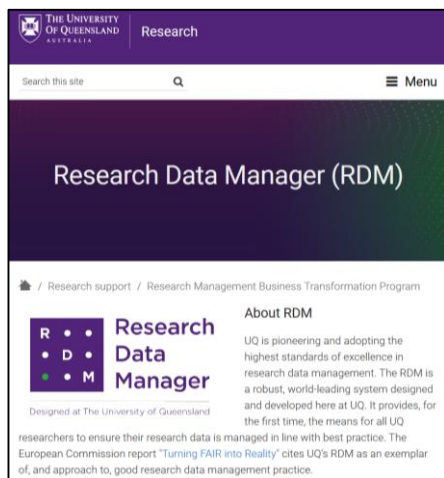 THE UNIVERSITY
OF QUEENSLAND
AUSTRALIA
Research
Search this site
Menu
Research Data Manager (RDM)
/ Research support / Research Management Business Transformation Program
R D M
Research
Data
Manager
Designed at The University of Queensland
About RDM
UQ is pioneering and adopting the
highest standards of excellence in
research data management. The RDM is
a robust, world-leading system designed
and developed here at UQ. It provides, for
the first time, the means for all UQ
researchers to ensure their research data is managed in line with best practice. The
European Commission report "Turning FAIR into Reality" cites UQ's RDM as an exemplar
of, and approach to, good research data management practice.